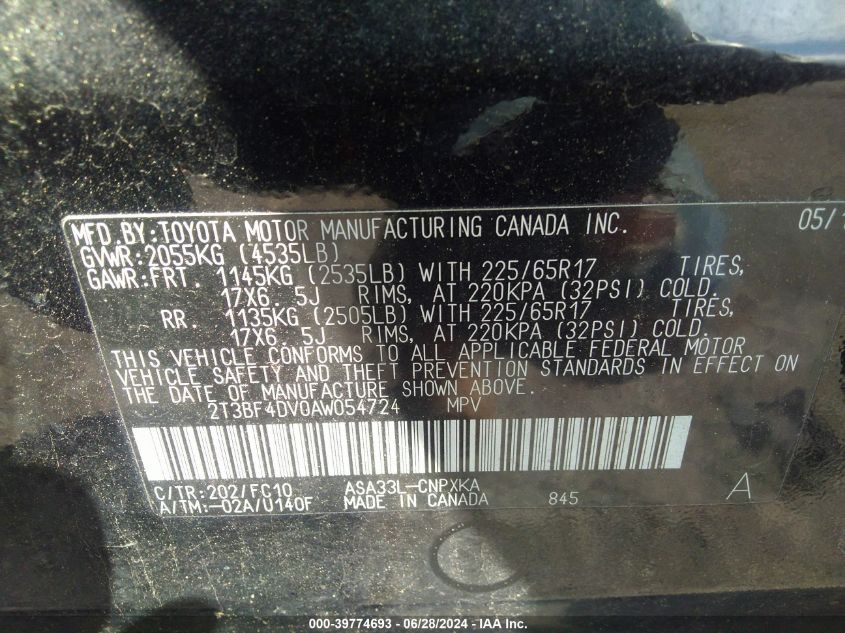 MFD.BY:TOYOTA MOTOR MANUFACTURING CANADA INC. 05/1
GVWR:2055KG (4535LB)
GAWR:FRT. 1145KG (2535LB) WITH 225/65R17 TIRES,
17X6. 5J RIMS, AT 220KPA (32PSI) COLD.
RR. 1135KG (2505LB) WITH 225/65R17 TIRES,
17X6. 5J RIMS, AT 220KPA (32PSI) COLD.
THIS VEHICLE CONFORMS TO ALL APPLICABLE FEDERAL MOTOR
VEHICLE SAFETY AND THEFT PREVENTION STANDARDS IN EFFECT ON
THE DATE OF MANUFACTURE SHOWN ABOVE.
2T3BF4DV0AW054724 MPV
C/TR:202/FC10 ASA33L-CNPXKA
A/TM:-02A/U140F MADE IN CANADA 845 A
000-39774693 / 06/28/2024 - IAA Inc.